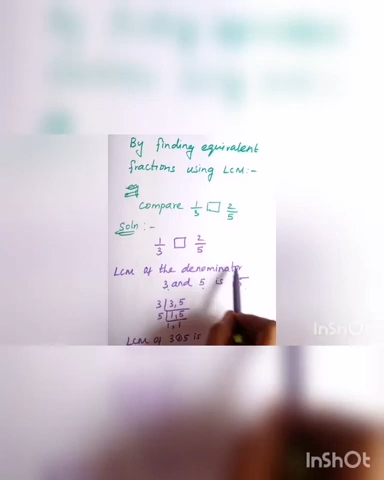 By finding equivalent
fractions using LCM:-
Compare 1/3 □ 2/5
Soln:-
1/3 □ 2/5
LCM of the denominator
3 and 5 is
3 | 3, 5
5 | 1, 5
1, 1
LCM of 3 & 5 is
InShOt
InShOt